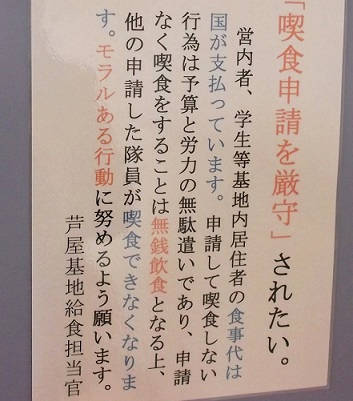 「喫食申請を厳守」されたい。
営内者、学生等基地内居住者の食事代は
国が支払っています。申請して喫食しない
行為は予算と労力の無駄遣いであり、申請
なく喫食をすることは無銭飲食となる上、
他の申請した隊員が喫食できなくなりま
す。モラルある行動に努めるよう願います。
芦屋基地給食担当官